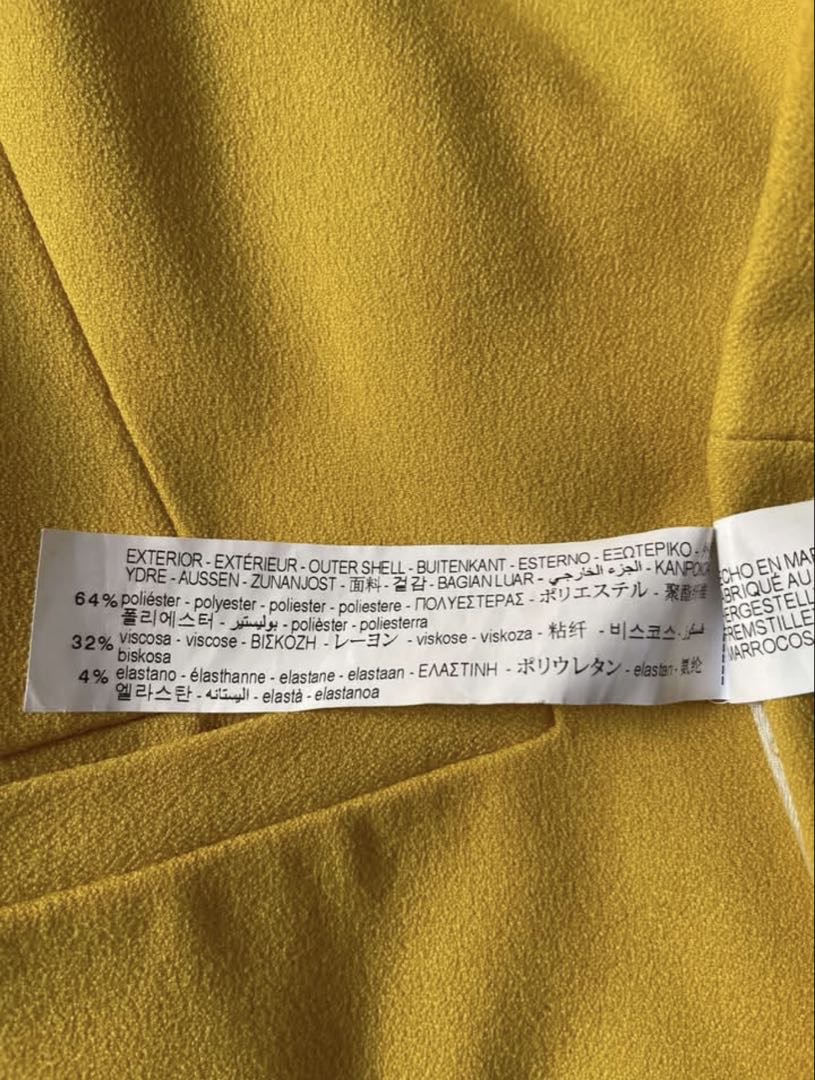 EXTERIOR - EXTÉRIEUR - OUTER SHELL - BUITENKANT - ESTERNO - ΕΞΩΤΕΡΙΚΟ -
YDRE - AUSSEN - ZUNANJOST - 面料 - 겉감 - BAGIAN LUAR - الجزء الخارجي - KANPOKOA
64% poliéster - polyester - poliester - poliestere - ΠΟΛΥΕΣΤΕΡΑΣ - ポリエステル - 聚酯纤维
폴리에스터 - بوليستير - polièster - poliesterra
32% viscosa - viscose - ΒΙΣΚΟΖΗ - レーヨン - viskose - viskoza - 粘纤 - 비스코스 - فسكوز
biskosa
4% elastano - élasthanne - elastane - elastaan - ΕΛΑΣΤΙΝΗ - ポリウレタン - elastan - 氨纶
엘라스탄 - اليستانه - elastà - elastanoa
CHO EN MAR
BRIQUÉ AU
ERGESTELL
FREMSTILLET
MARROCOS